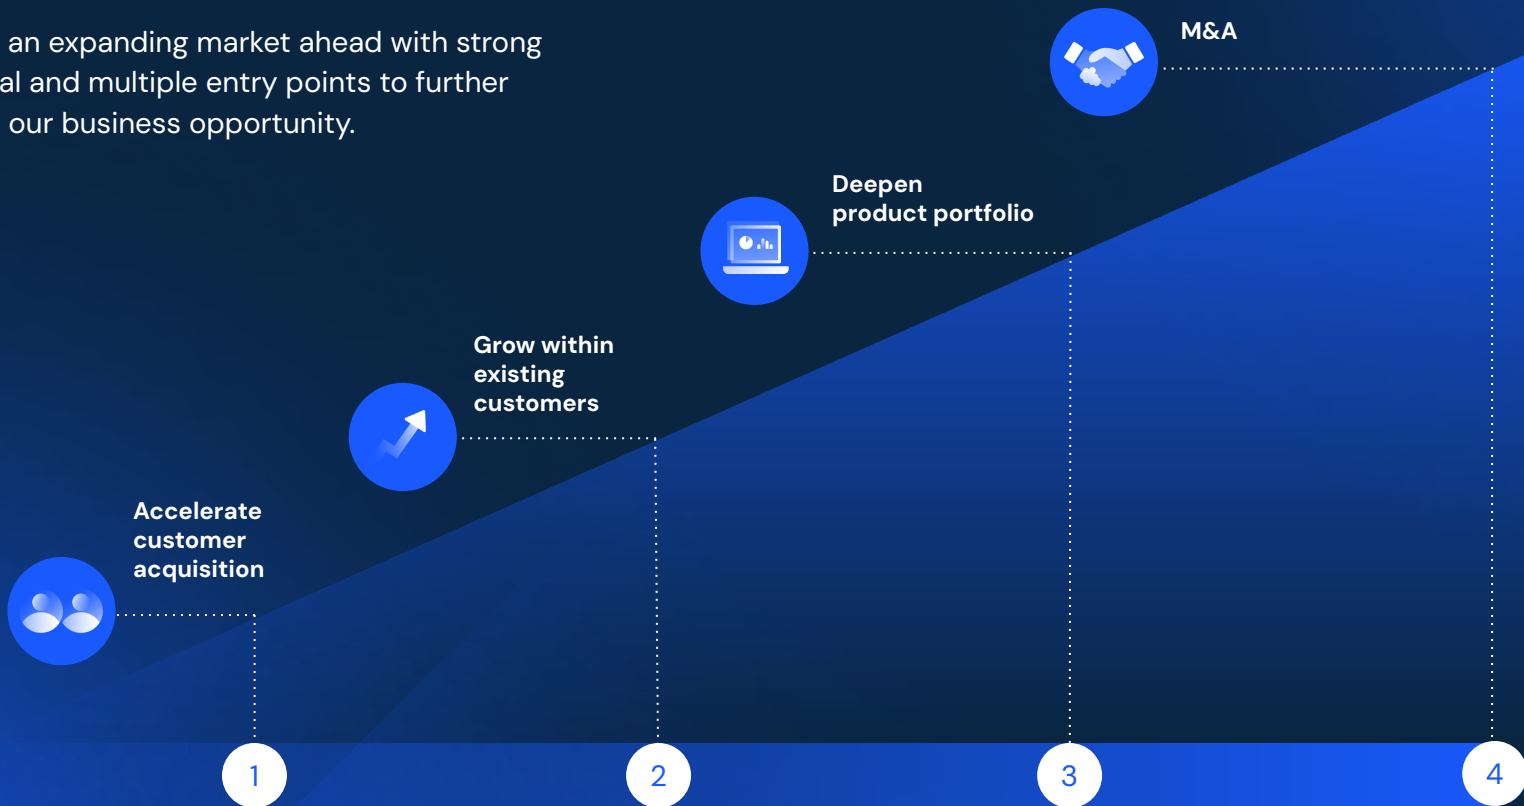 an expanding market ahead with strong
al and multiple entry points to further
our business opportunity.
M&A
Deepen
product portfolio
Grow within
existing
customers
Accelerate
customer
acquisition
1
2
3
4